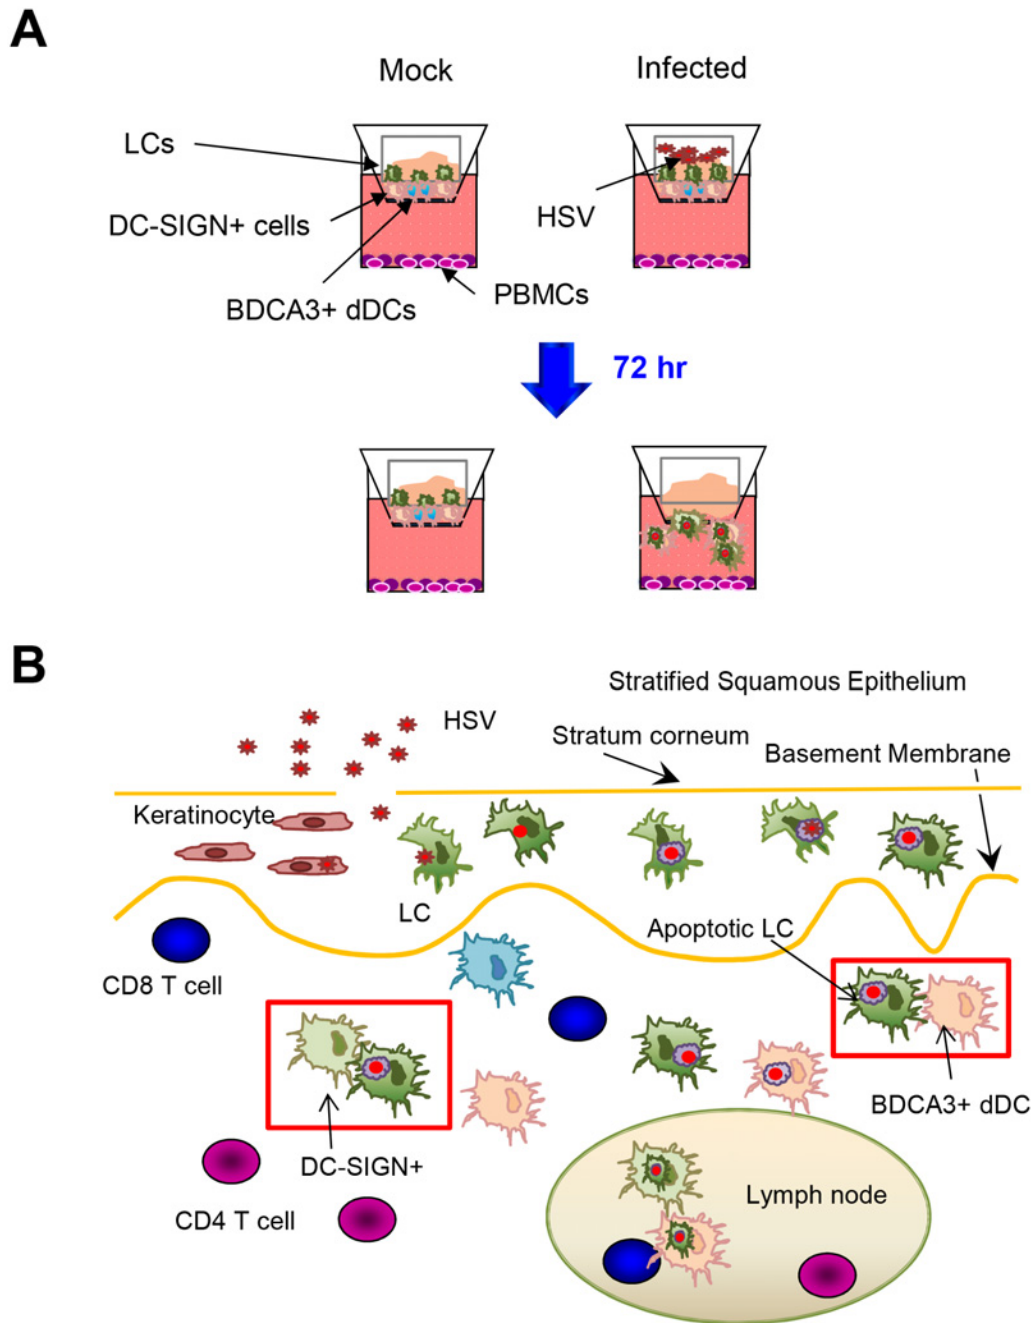 A
Mock
Infected
LCs
HSV
DC-SIGN+ cells
PBMCs
BDCA3+ dDCs
72 hr
B
Stratified Squamous Epithelium
HSV
Stratum corneum
Basement Membrane
Keratinocyte
LC
Apoptotic LC
CD8 T cell
BDCA3+ dDC
DC-SIGN+
Lymph node
CD4 T cell